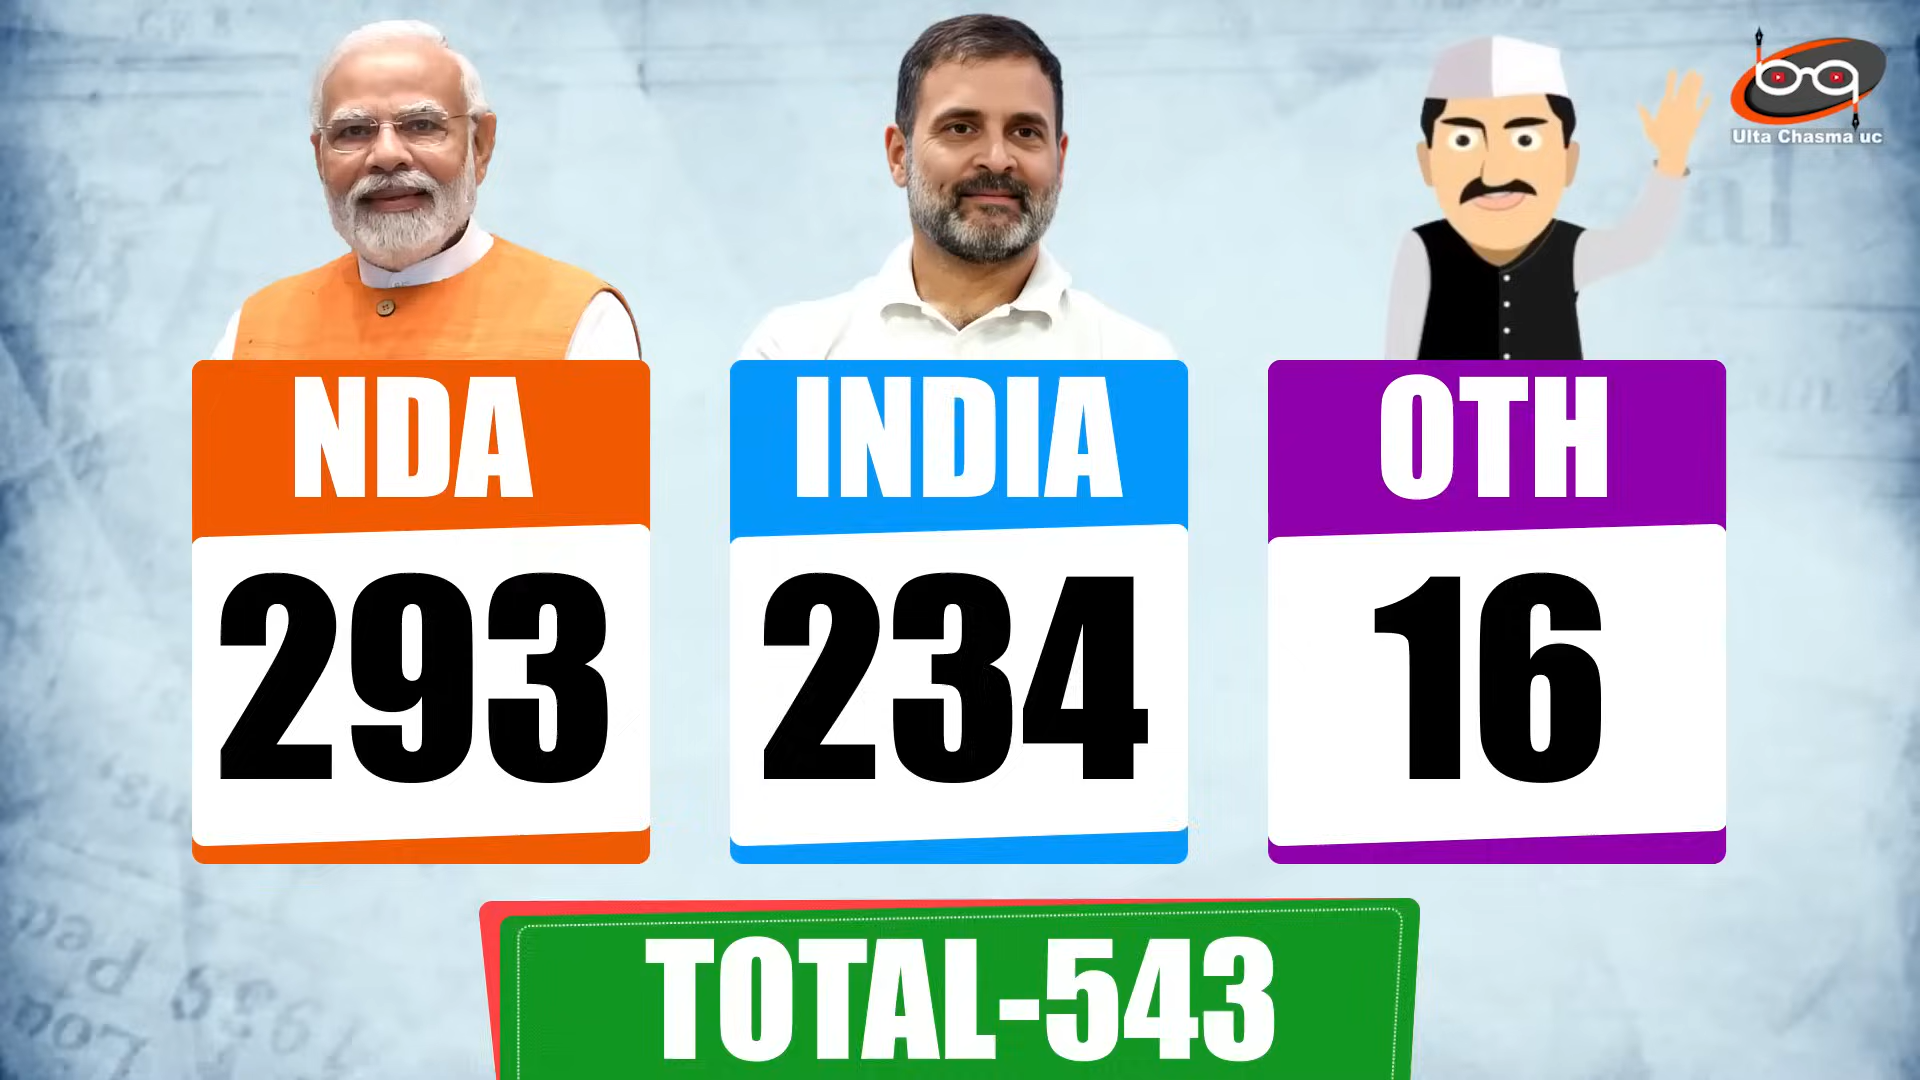 Ulta Chasma uc
NDA
INDIA
OTH
293
234
16
TOTAL-543